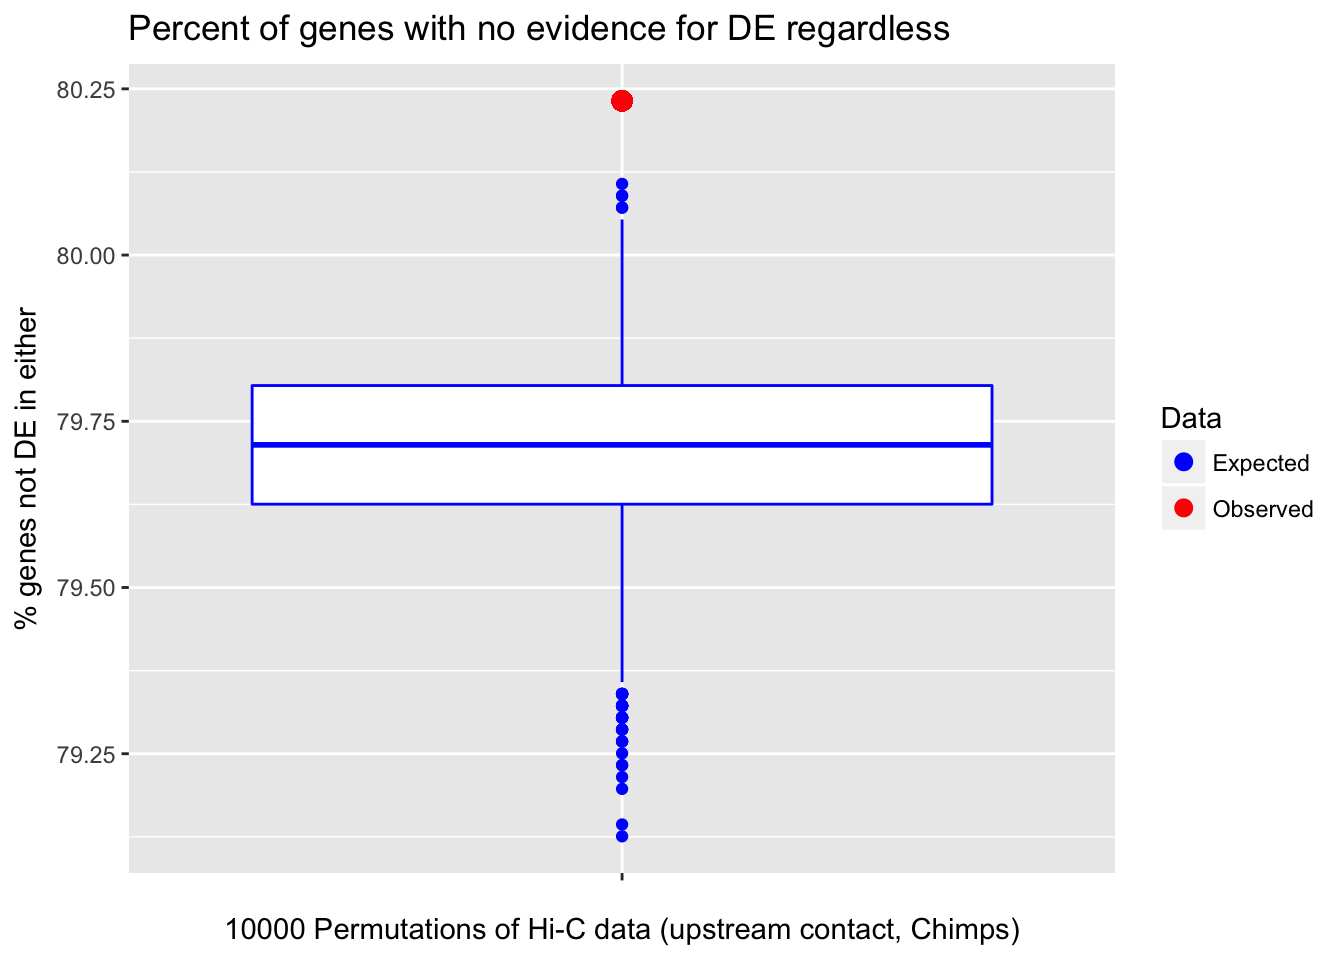 Percent of genes with no evidence for DE regardless
80.25
80.00
79.75
79.50
79.25
% genes not DE in either
10000 Permutations of Hi-C data (upstream contact, Chimps)
Data
Expected
Observed